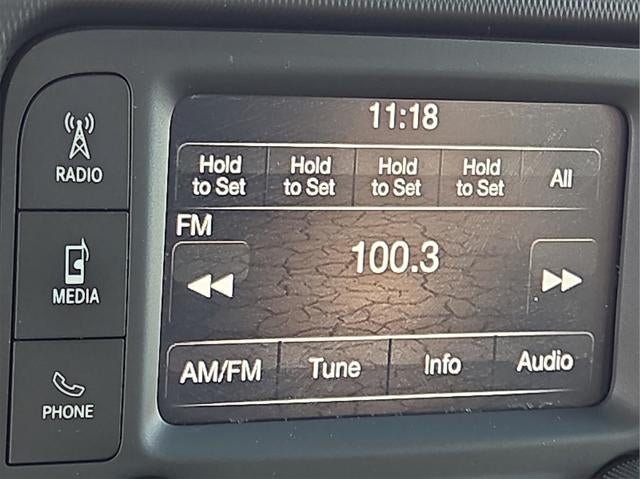 11:18
RADIO
Hold to Set
Hold to Set
Hold to Set
Hold to Set
All
FM
100.3
MEDIA
AM/FM
Tune
Info
Audio
PHONE